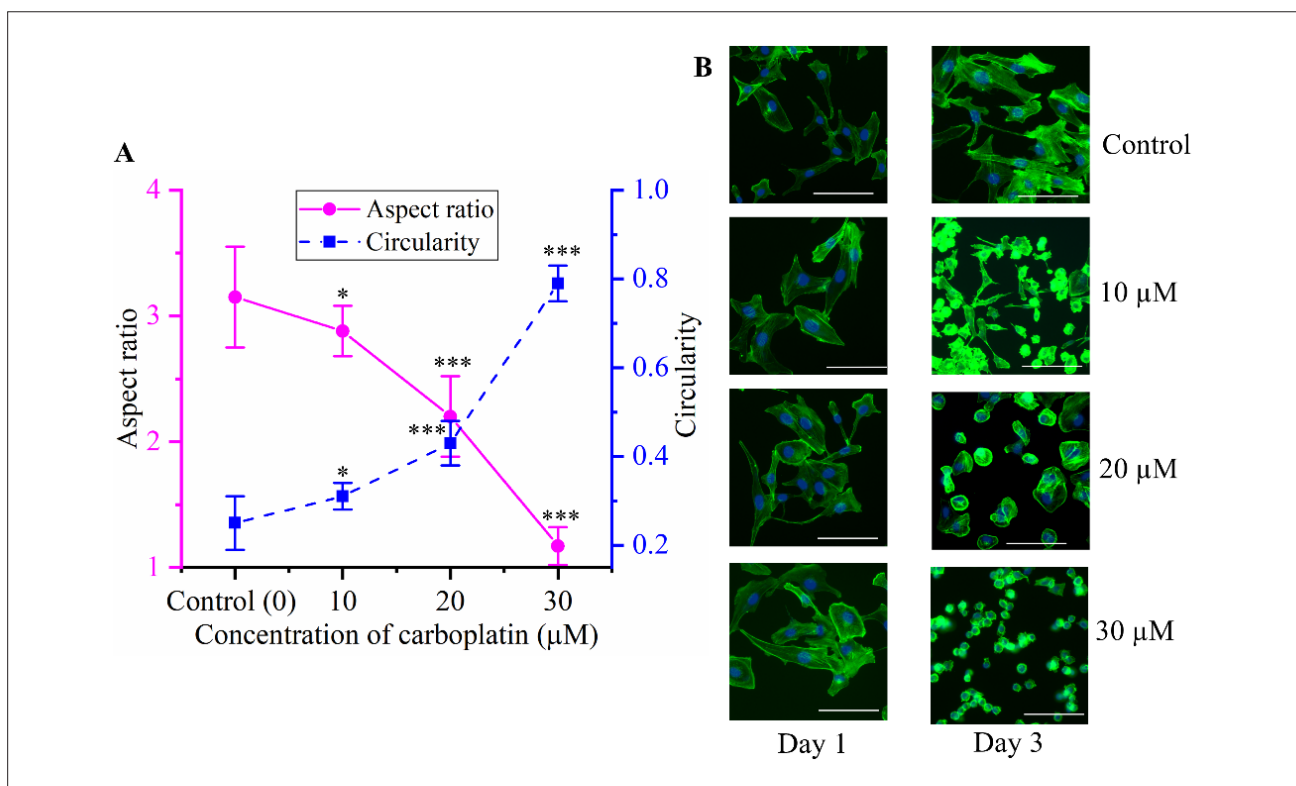 A
4
3
2
1
Aspect ratio
Aspect ratio
Circularity
*
***
***
***
*
***
1.0
0.8
0.6
0.4
0.2
Circularity
Control (0) 10 20 30
Concentration of carboplatin (μM)
B
Control
10 μM
20 μM
30 μM
Day 1 Day 3